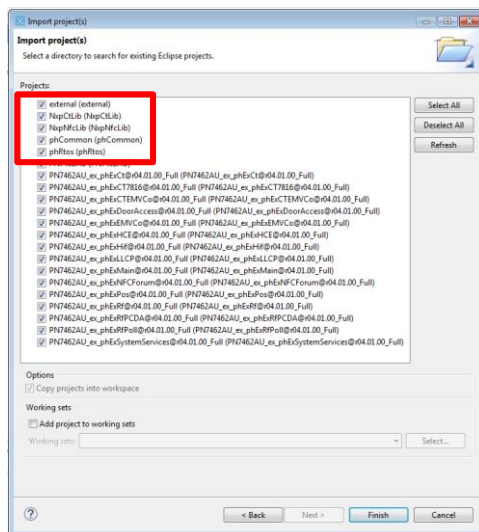 Import project(s)
Import project(s)
Select a directory to search for existing Eclipse projects.
Projects:
external (external)
NxpCtLib (NxpCtLib)
NxpNfcLib (NxpNfcLib)
phCommon (phCommon)
phRtos (phRtos)
PN7462AU_ex_phExCt@r04.01.00_Full (PN7462AU_ex_phExCt@r04.01.00_Full)
PN7462AU_ex_phExCT7816@r04.01.00_Full (PN7462AU_ex_phExCT7816@r04.01.00_Full)
PN7462AU_ex_phExCTEMVCo@r04.01.00_Full (PN7462AU_ex_phExCTEMVCo@r04.01.00_Full)
PN7462AU_ex_phExDoorAccess@r04.01.00_Full (PN7462AU_ex_phExDoorAccess@r04.01.00_Full)
PN7462AU_ex_phExEMVCo@r04.01.00_Full (PN7462AU_ex_phExEMVCo@r04.01.00_Full)
PN7462AU_ex_phExHCE@r04.01.00_Full (PN7462AU_ex_phExHCE@r04.01.00_Full)
PN7462AU_ex_phExHif@r04.01.00_Full (PN7462AU_ex_phExHif@r04.01.00_Full)
PN7462AU_ex_phExLLCP@r04.01.00_Full (PN7462AU_ex_phExLLCP@r04.01.00_Full)
PN7462AU_ex_phExMain@r04.01.00_Full (PN7462AU_ex_phExMain@r04.01.00_Full)
PN7462AU_ex_phExNFCForum@r04.01.00_Full (PN7462AU_ex_phExNFCForum@r04.01.00_Full)
PN7462AU_ex_phExPos@r04.01.00_Full (PN7462AU_ex_phExPos@r04.01.00_Full)
PN7462AU_ex_phExRf@r04.01.00_Full (PN7462AU_ex_phExRf@r04.01.00_Full)
PN7462AU_ex_phExRfPCDA@r04.01.00_Full (PN7462AU_ex_phExRfPCDA@r04.01.00_Full)
PN7462AU_ex_phExRfPoll@r04.01.00_Full (PN7462AU_ex_phExRfPoll@r04.01.00_Full)
PN7462AU_ex_phExSystemServices@r04.01.00_Full (PN7462AU_ex_phExSystemServices@r04.01.00_Full)
Select All
Deselect All
Refresh
Options
Copy projects into workspace
Working sets
Add project to working sets
Working sets:
Select...
< Back
Next >
Finish
Cancel